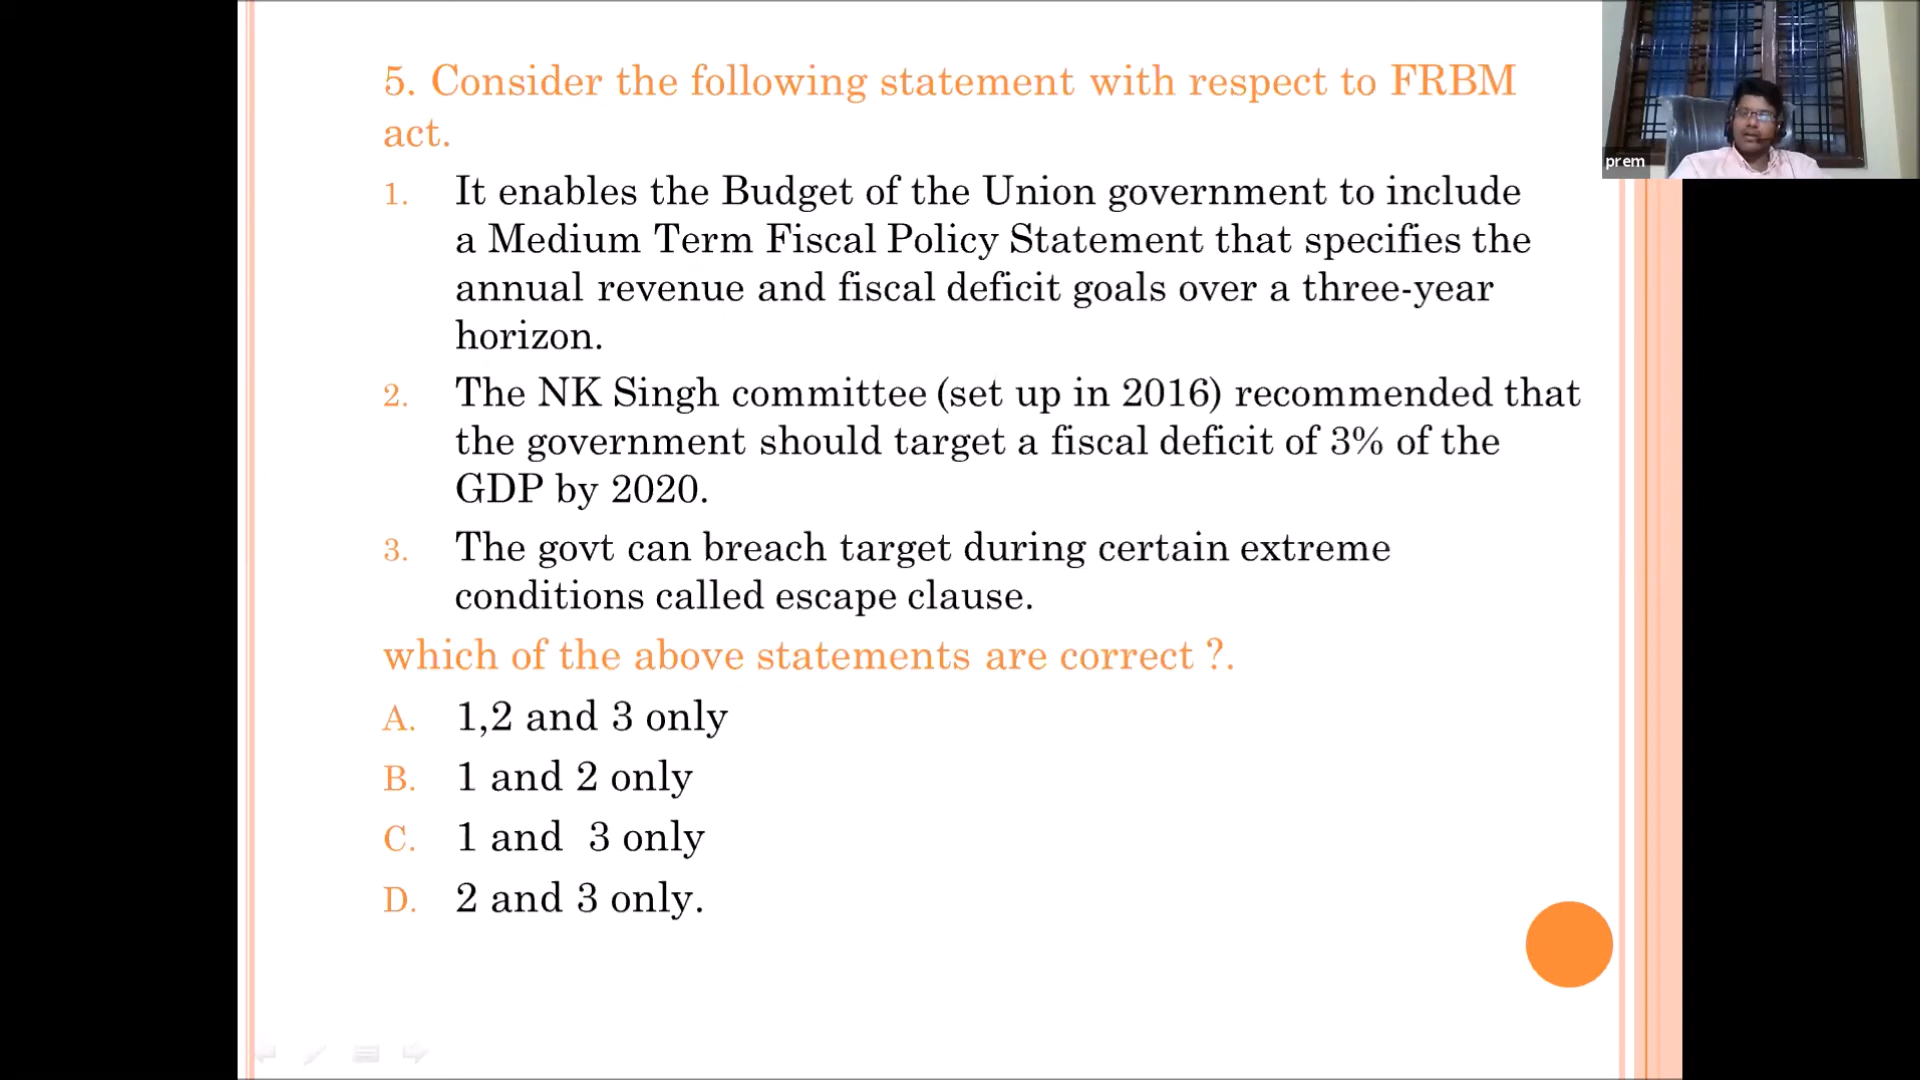 5. Consider the following statement with respect to FRBM
act.
1. It enables the Budget of the Union government to include
a Medium Term Fiscal Policy Statement that specifies the
annual revenue and fiscal deficit goals over a three-year
horizon.
2. The NK Singh committee (set up in 2016) recommended that
the government should target a fiscal deficit of 3% of the
GDP by 2020.
3. The govt can breach target during certain extreme
conditions called escape clause.
which of the above statements are correct ?.
A. 1,2 and 3 only
B. 1 and 2 only
C. 1 and  3 only
D. 2 and 3 only.
prem